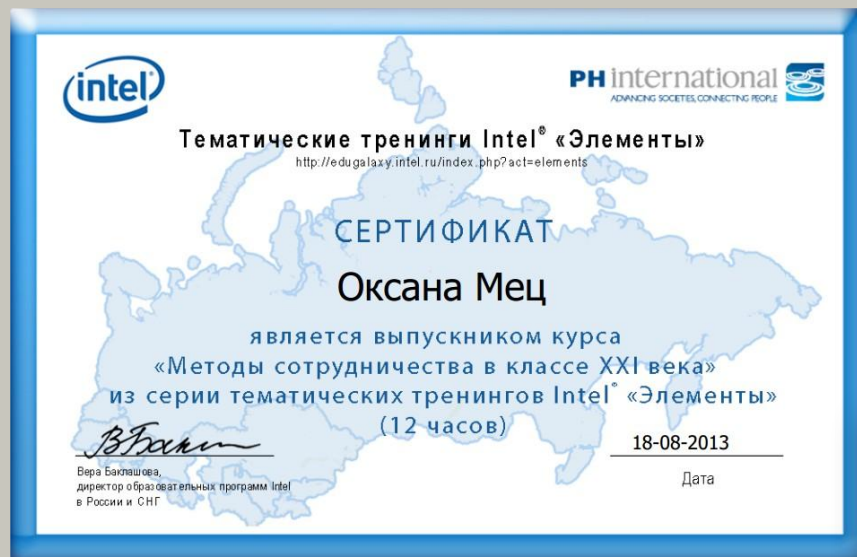 intel
PH international
ADVANCING SOCIETIES, CONNECTING PEOPLE
Тематические тренинги Intel® «Элементы»
http://edugalaxy.intel.ru/index.php?act=elements
СЕРТИФИКАТ
Оксана Мец
является выпускником курса
«Методы сотрудничества в классе XXI века»
из серии тематических тренингов Intel® «Элементы»
(12 часов)
18-08-2013
Вера Баклашова,
директор образовательных программ Intel
в России и СНГ
Дата